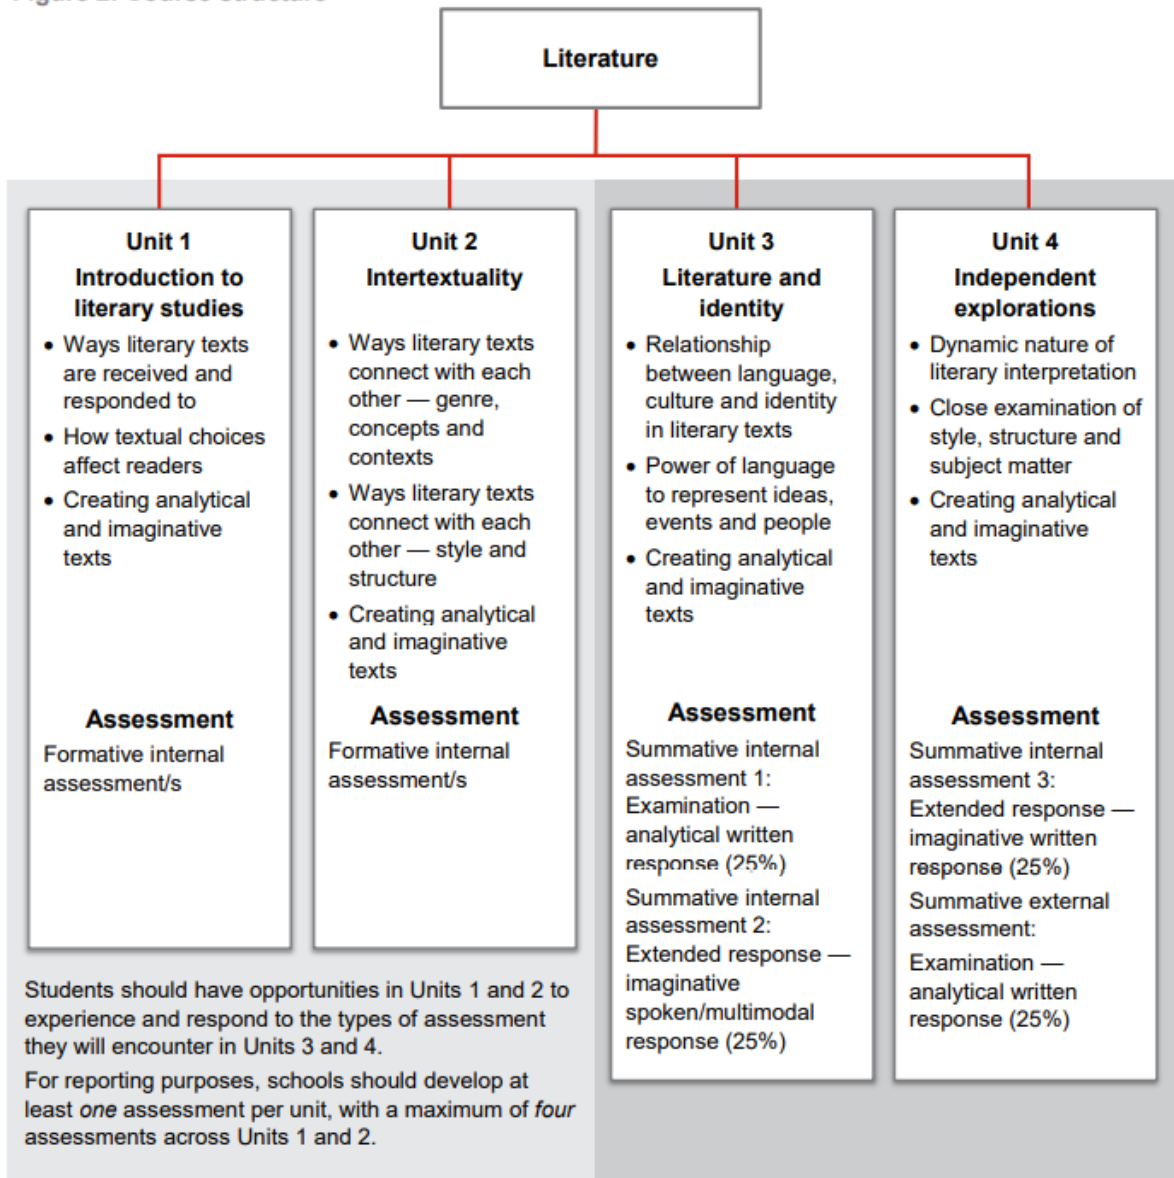 Literature
Unit 1
Introduction to
literary studies
• Ways literary texts
are received and
responded to
• How textual choices
affect readers
• Creating analytical
and imaginative
texts
Assessment
Formative internal
assessment/s
Unit 2
Intertextuality
• Ways literary texts
connect with each
other — genre,
concepts and
contexts
• Ways literary texts
connect with each
other — style and
structure
• Creating analytical
and imaginative
texts
Assessment
Formative internal
assessment/s
Students should have opportunities in Units 1 and 2 to
experience and respond to the types of assessment
they will encounter in Units 3 and 4.
For reporting purposes, schools should develop at
least one assessment per unit, with a maximum of four
assessments across Units 1 and 2.
Unit 3
Literature and
identity
• Relationship
between language,
culture and identity
in literary texts
• Power of language
to represent ideas,
events and people
• Creating analytical
and imaginative
texts
Assessment
Summative internal
assessment 1:
Examination —
analytical written
response (25%)
Summative internal
assessment 2:
Extended response —
imaginative
spoken/multimodal
response (25%)
Unit 4
Independent
explorations
• Dynamic nature of
literary interpretation
• Close examination of
style, structure and
subject matter
• Creating analytical
and imaginative
texts
Assessment
Summative internal
assessment 3:
Extended response —
imaginative written
response (25%)
Summative external
assessment:
Examination —
analytical written
response (25%)